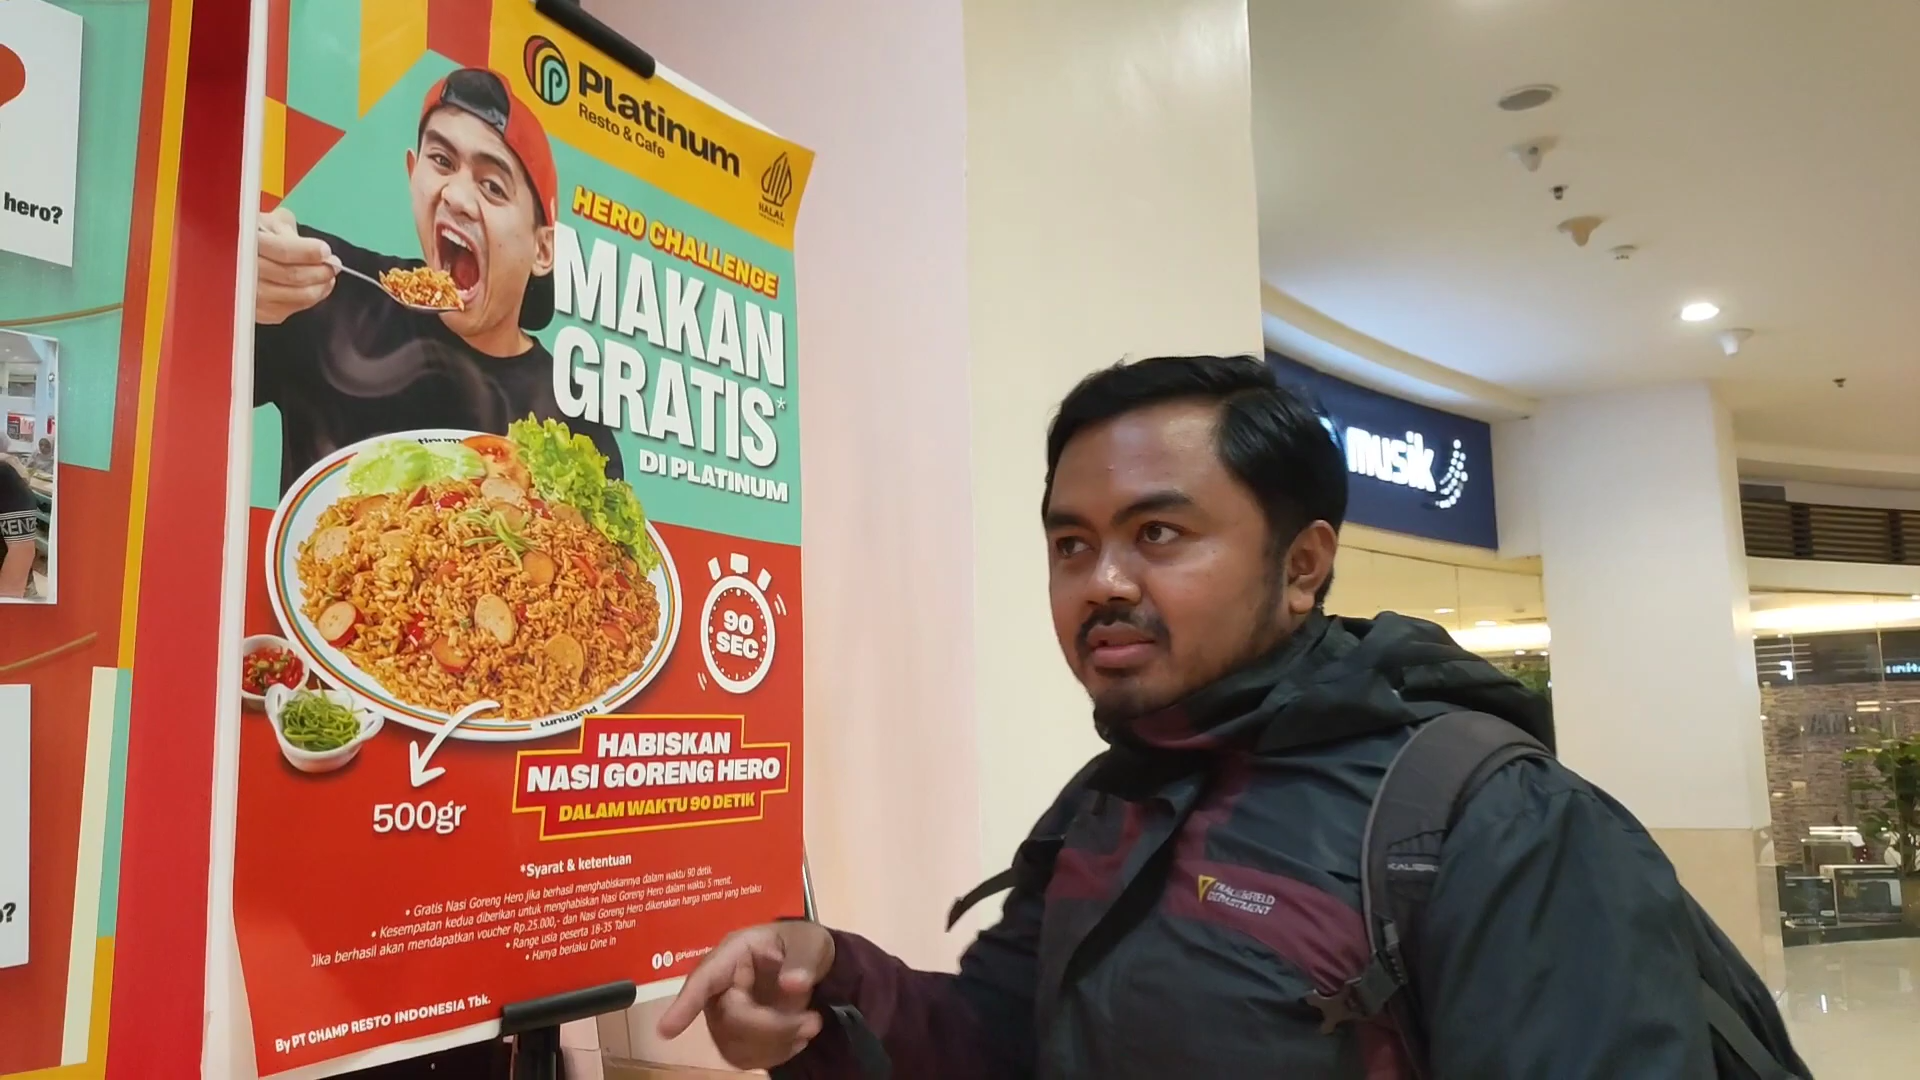 hero?
KENZ
o?
Platinum
Resto & Cafe
HALAL
INDONESIA
HERO CHALLENGE
MAKAN
GRATIS*
DI PLATINUM
90
SEC
Platinum
HABISKAN
NASI GORENG HERO
DALAM WAKTU 90 DETIK
500gr
*Syarat & ketentuan
• Gratis Nasi Goreng Hero jika berhasil menghabiskannya dalam waktu 90 detik
• Kesempatan kedua diberikan untuk menghabiskan Nasi Goreng Hero dalam waktu 5 menit.
Jika berhasil akan mendapatkan voucher Rp.25.000,- dan Nasi Goreng Hero dikenakan harga normal yang berlaku
• Range usia peserta 18-35 Tahun
• Hanya berlaku Dine in
By PT CHAMP RESTO INDONESIA Tbk.
musik
DEPARTMENT